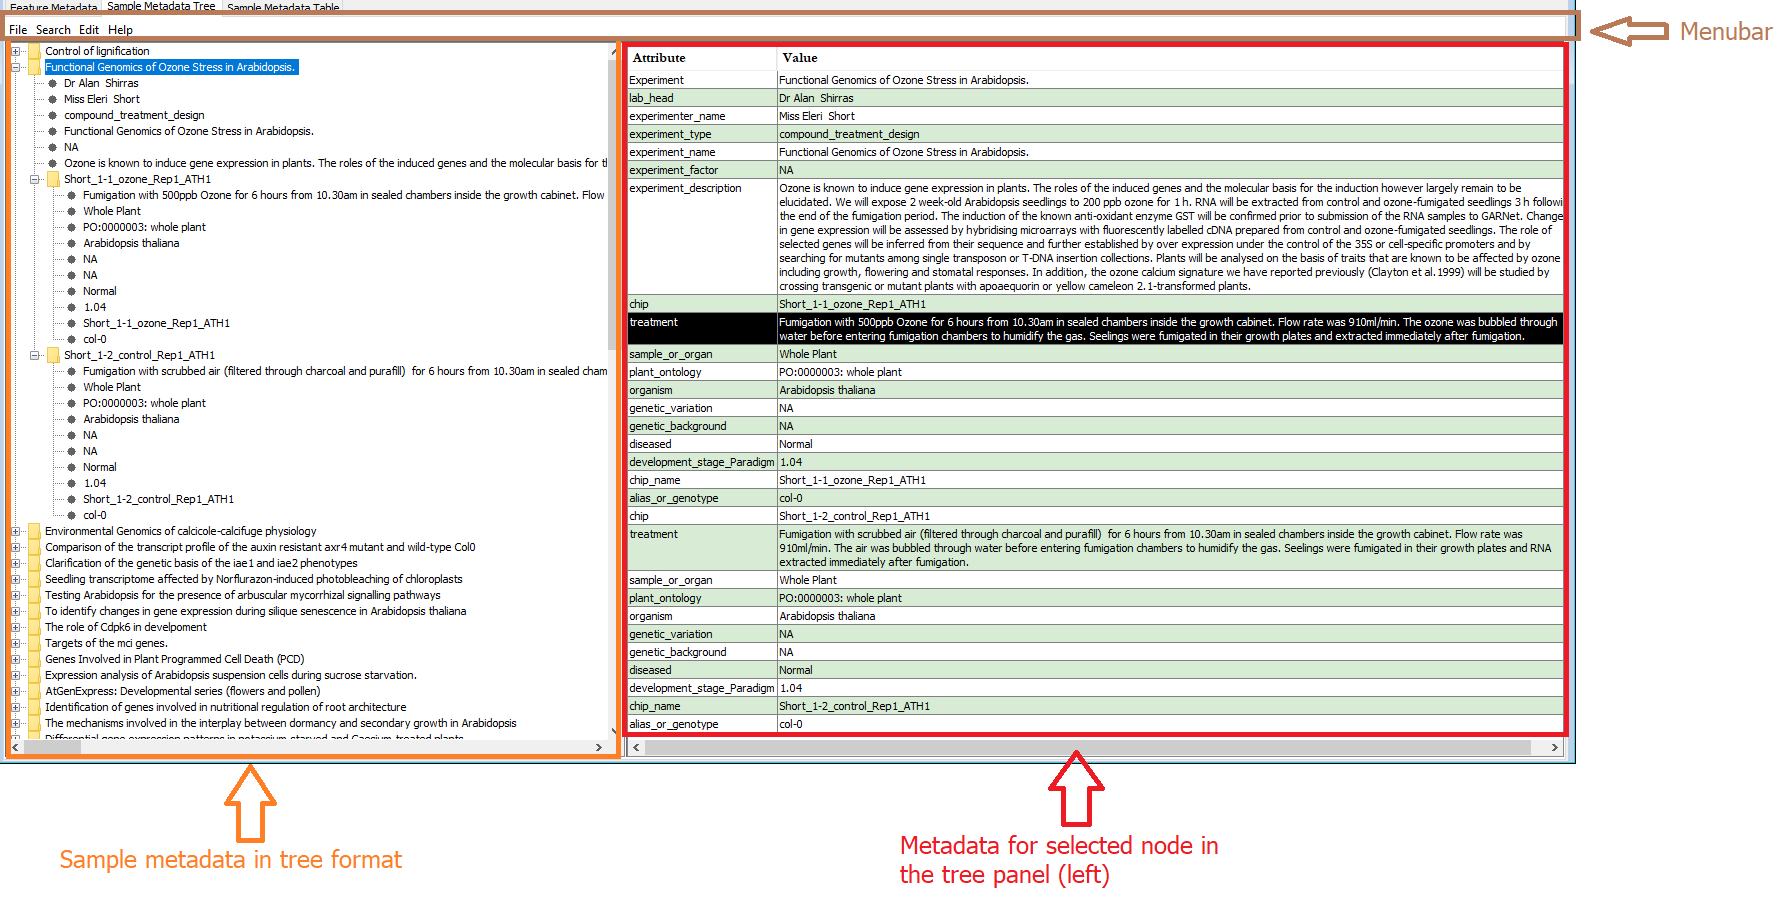 Feature Metadata Sample Metadata Tree Sample Metadata Table
File Search Edit Help
Menubar
Control of lignification
Functional Genomics of Ozone Stress in Arabidopsis.
Dr Alan Shirras
Miss Eleri Short
compound_treatment_design
Functional Genomics of Ozone Stress in Arabidopsis.
NA
Ozone is known to induce gene expression in plants. The roles of the induced genes and the molecular basis for th
Short_1-1_ozone_Rep1_ATH1
Fumigation with 500ppb Ozone for 6 hours from 10.30am in sealed chambers inside the growth cabinet. Flow
Whole Plant
PO:0000003: whole plant
Arabidopsis thaliana
NA
NA
Normal
1.04
Short_1-1_ozone_Rep1_ATH1
col-0
Short_1-2_control_Rep1_ATH1
Fumigation with scrubbed air (filtered through charcoal and purafill) for 6 hours from 10.30am in sealed cham
Whole Plant
PO:0000003: whole plant
Arabidopsis thaliana
NA
NA
Normal
1.04
Short_1-2_control_Rep1_ATH1
col-0
Environmental Genomics of calcicole-calcifuge physiology
Comparison of the transcript profile of the auxin resistant axr4 mutant and wild-type Col0
Clarification of the genetic basis of the iae1 and iae2 phenotypes
Seedling transcriptome affected by Norflurazon-induced photobleaching of chloroplasts
Testing Arabidopsis for the presence of arbuscular mycorrhizal signalling pathways
To identify changes in gene expression during silique senescence in Arabidopsis thaliana
The role of Cdpk6 in develpoment
Targets of the mci genes.
Genes Involved in Plant Programmed Cell Death (PCD)
Expression analysis of Arabidopsis suspension cells during sucrose starvation.
AtGenExpress: Developmental series (flowers and pollen)
Identification of genes involved in nutritional regulation of root architecture
The mechanisms involved in the interplay between dormancy and secondary growth in Arabidopsis
Differential gene expression patterns in potassium-starved and Caesium-treated plants
Attribute Value
Experiment Functional Genomics of Ozone Stress in Arabidopsis.
lab_head Dr Alan Shirras
experimenter_name Miss Eleri Short
experiment_type compound_treatment_design
experiment_name Functional Genomics of Ozone Stress in Arabidopsis.
experiment_factor NA
experiment_description Ozone is known to induce gene expression in plants. The roles of the induced genes and the molecular basis for the induction however largely remain to be
elucidated. We will expose 2 week-old Arabidopsis seedlings to 200 ppb ozone for 1 h. RNA will be extracted from control and ozone-fumigated seedlings 3 h followi
the end of the fumigation period. The induction of the known anti-oxidant enzyme GST will be confirmed prior to submission of the RNA samples to GARNet. Change
in gene expression will be assessed by hybridising microarrays with fluorescently labelled cDNA prepared from control and ozone-fumigated seedlings. The role of
selected genes will be inferred from their sequence and further established by over expression under the control of the 35S or cell-specific promoters and by
searching for mutants among single transposon or T-DNA insertion collections. Plants will be analysed on the basis of traits that are known to be affected by ozone
including growth, flowering and stomatal responses. In addition, the ozone calcium signature we have reported previously (Clayton et al.1999) will be studied by
crossing transgenic or mutant plants with apoaequorin or yellow cameleon 2.1-transformed plants.
chip Short_1-1_ozone_Rep1_ATH1
treatment Fumigation with 500ppb Ozone for 6 hours from 10.30am in sealed chambers inside the growth cabinet. Flow rate was 910ml/min. The ozone was bubbled through
water before entering fumigation chambers to humidify the gas. Seelings were fumigated in their growth plates and extracted immediately after fumigation.
sample_or_organ Whole Plant
plant_ontology PO:0000003: whole plant
organism Arabidopsis thaliana
genetic_variation NA
genetic_background NA
diseased Normal
development_stage_Paradigm 1.04
chip_name Short_1-1_ozone_Rep1_ATH1
alias_or_genotype col-0
chip Short_1-2_control_Rep1_ATH1
treatment Fumigation with scrubbed air (filtered through charcoal and purafill) for 6 hours from 10.30am in sealed chambers inside the growth cabinet. Flow rate was
910ml/min. The air was bubbled through water before entering fumigation chambers to humidify the gas. Seelings were fumigated in their growth plates and RNA
extracted immediately after fumigation.
sample_or_organ Whole Plant
plant_ontology PO:0000003: whole plant
organism Arabidopsis thaliana
genetic_variation NA
genetic_background NA
diseased Normal
development_stage_Paradigm 1.04
chip_name Short_1-2_control_Rep1_ATH1
alias_or_genotype col-0
Sample metadata in tree format
Metadata for selected node in
the tree panel (left)